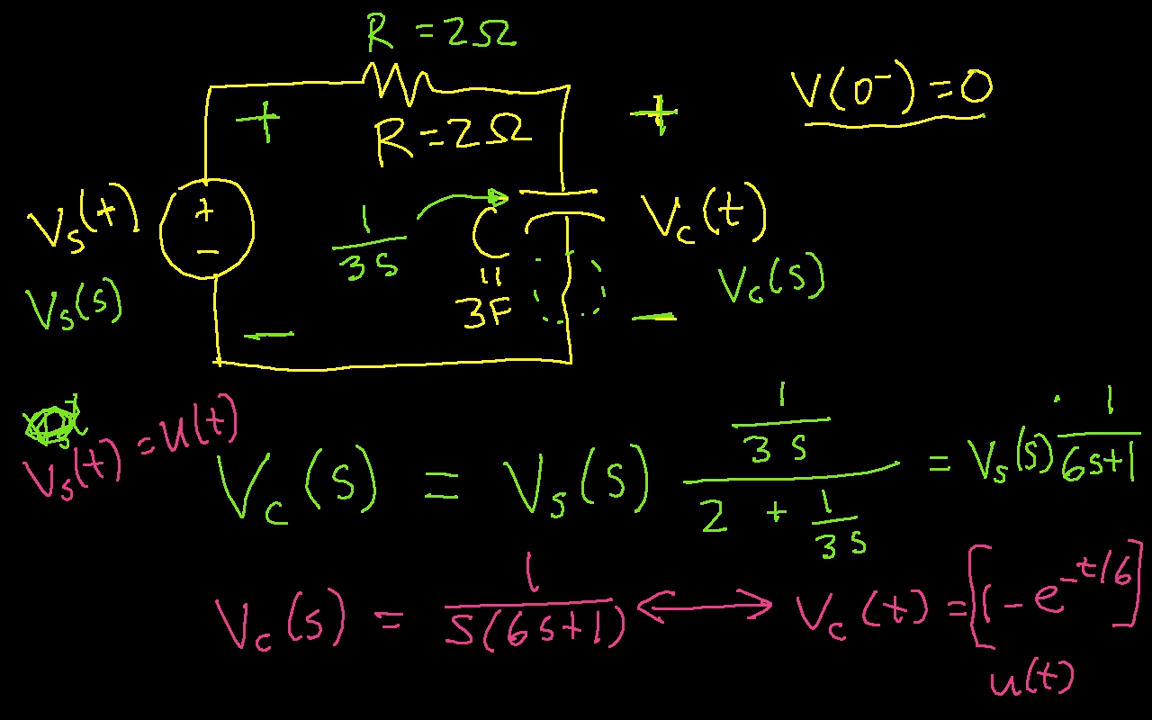 R = 2Ω
V(0⁻) = 0
R = 2Ω
+
+
+
−
Vs(t)
Vs(s)
1/3s
C
=
3F
Vc(t)
Vc(s)
−
−
Vs(t) = u(t)
Vc(s) = Vs(s) (1/3s)/(2 + 1/3s) = Vs(s) · 1/(6s+1)
Vc(s) = 1/(s(6s+1)) ⟷ Vc(t) = [1 − e^(−t/6)]
u(t)